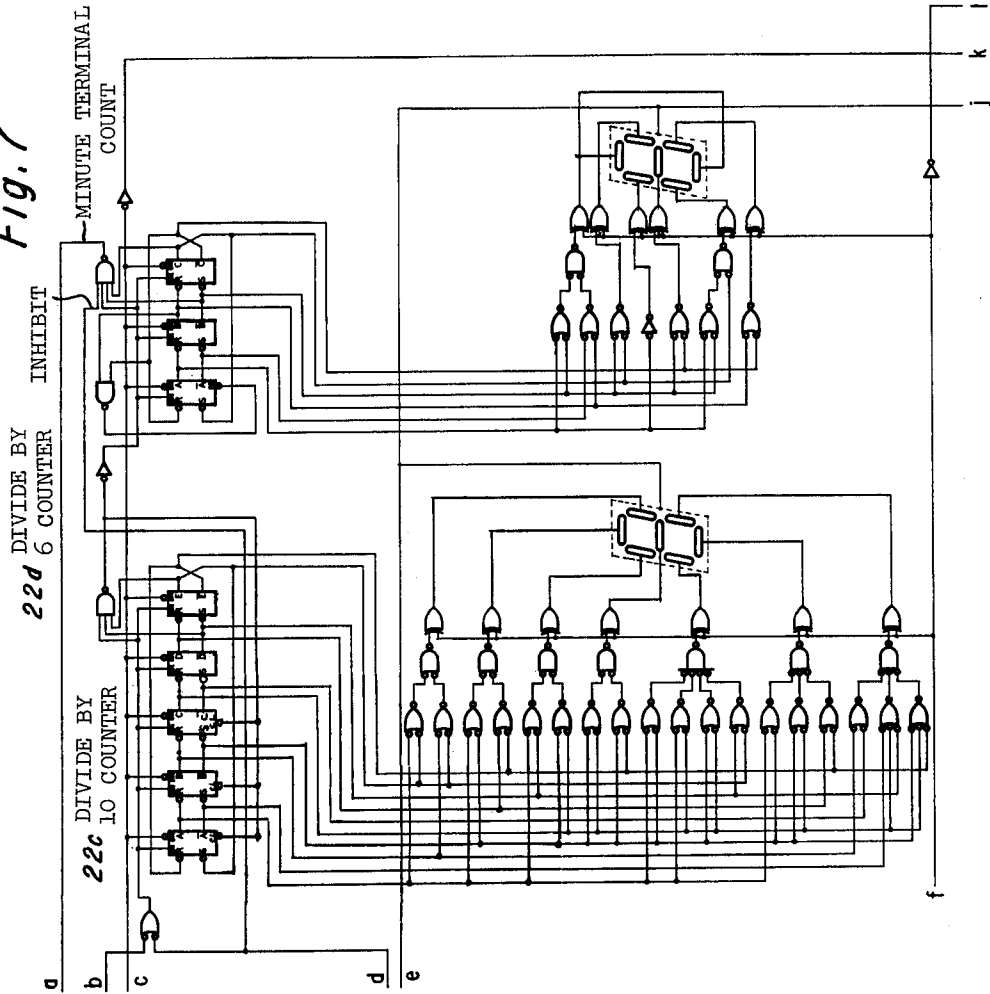 Fig. 7
MINUTE TERMINAL
COUNT
INHIBIT
22d DIVIDE BY
6 COUNTER
22c DIVIDE BY
10 COUNTER
a
b
c
d
e
f
j
k
l
A
B
C
D
E
A
B
C